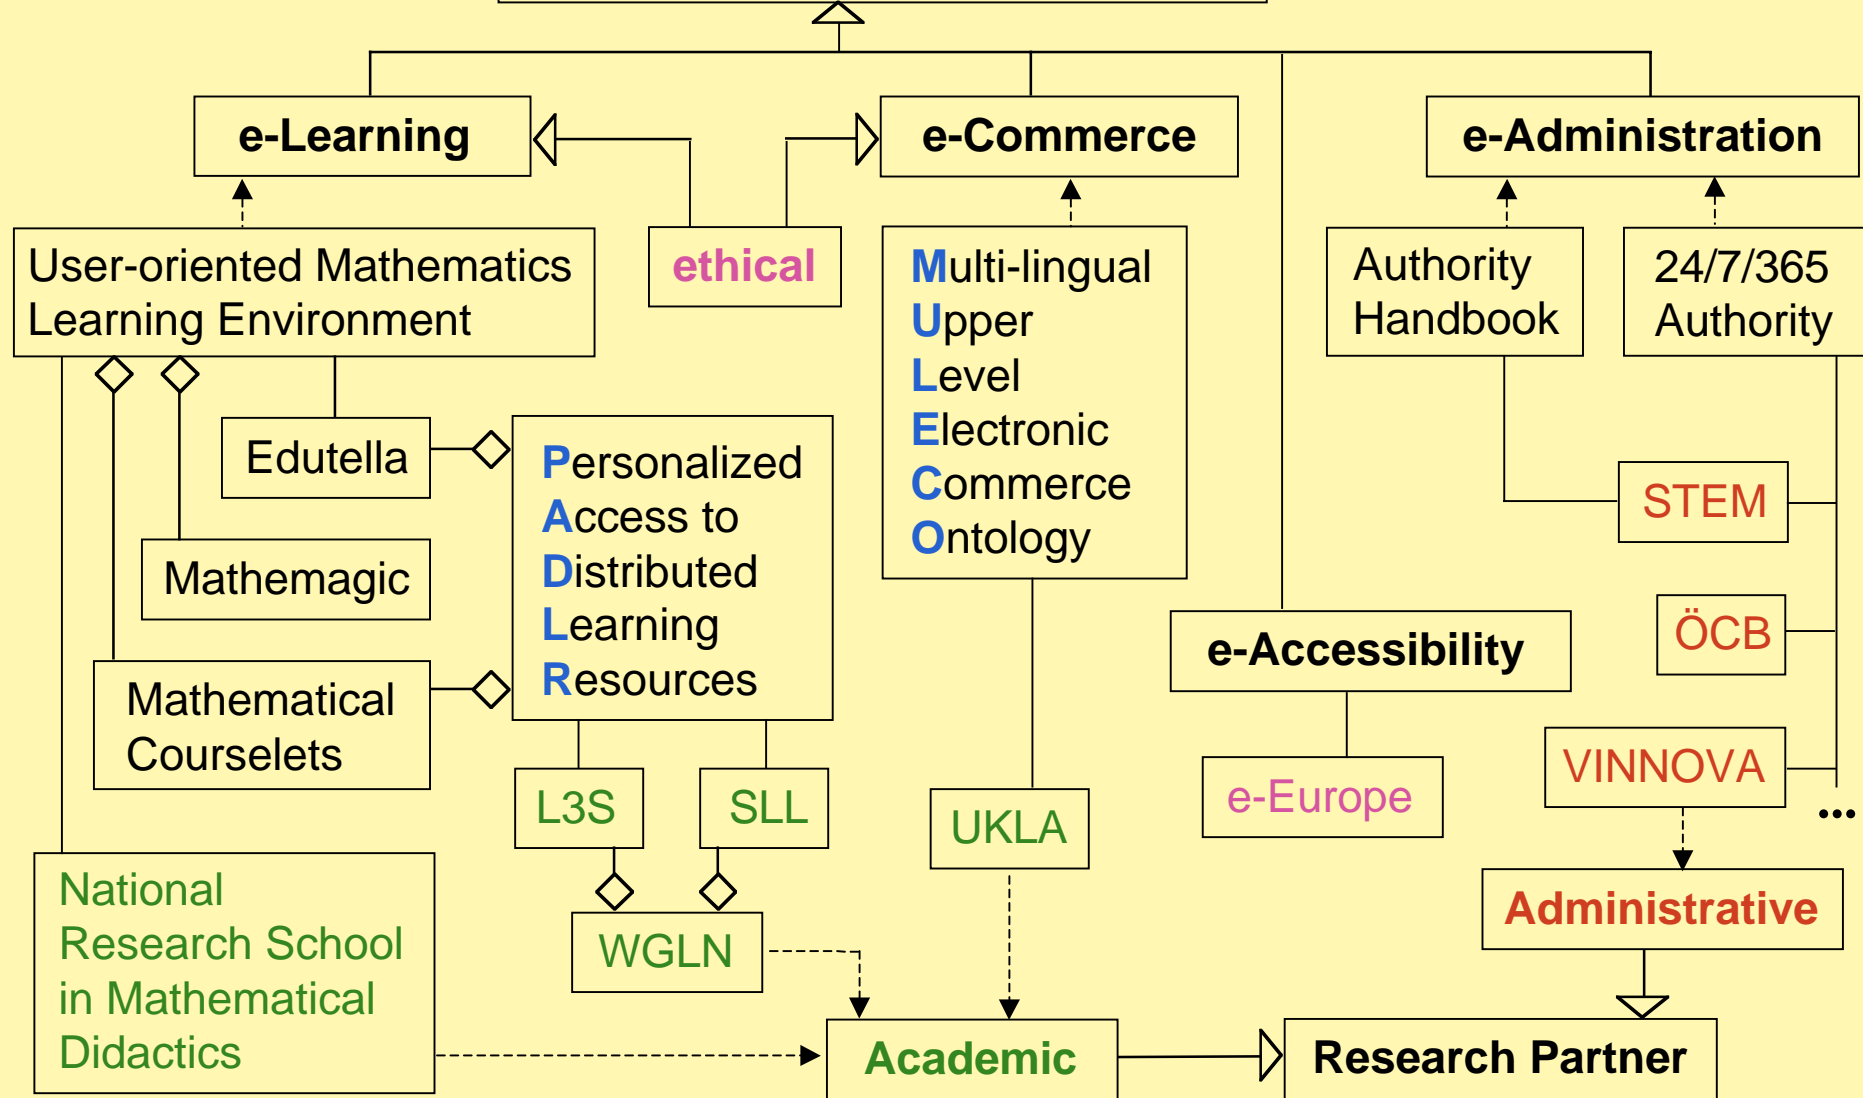 e-Learning
e-Commerce
e-Administration
User-oriented Mathematics
Learning Environment
ethical
Multi-lingual
Upper
Level
Electronic
Commerce
Ontology
Authority
Handbook
24/7/365
Authority
Edutella
Personalized
Access to
Distributed
Learning
Resources
STEM
Mathemagic
ÖCB
e-Accessibility
Mathematical
Courselets
VINNOVA
e-Europe
L3S
SLL
UKLA
...
National
Research School
in Mathematical
Didactics
WGLN
Administrative
Academic
Research Partner